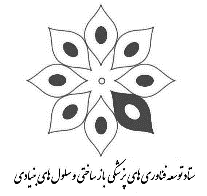 ستاد توسعه فناوری های پزشکی بازساختی و سلول های بنیادی